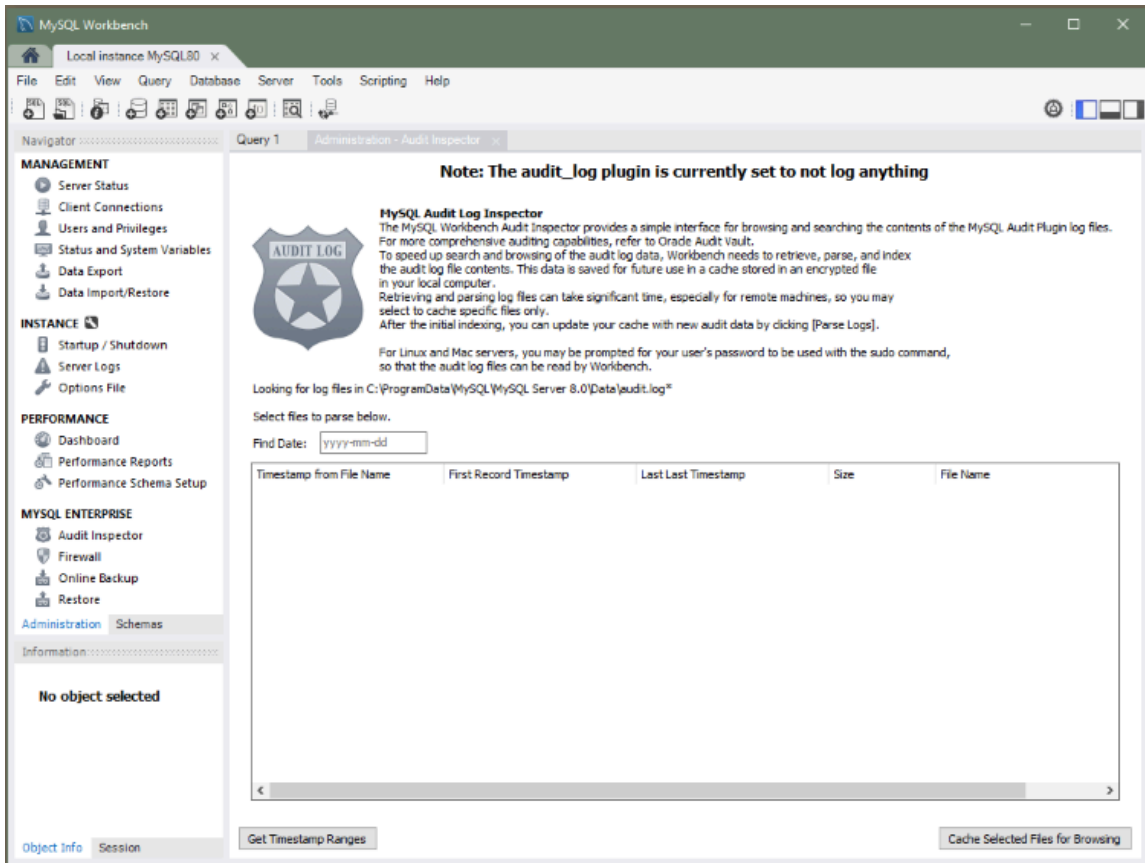 MySQL Workbench
Local instance MySQL80
File Edit View Query Database Server Tools Scripting Help
Navigator
Query 1 Administration - Audit Inspector
MANAGEMENT
Server Status
Client Connections
Users and Privileges
Status and System Variables
Data Export
Data Import/Restore
INSTANCE
Startup / Shutdown
Server Logs
Options File
PERFORMANCE
Dashboard
Performance Reports
Performance Schema Setup
MYSQL ENTERPRISE
Audit Inspector
Firewall
Online Backup
Restore
Administration Schemas
Information
No object selected
Object Info Session
Note: The audit_log plugin is currently set to not log anything
AUDIT LOG
MySQL Audit Log Inspector
The MySQL Workbench Audit Inspector provides a simple interface for browsing and searching the contents of the MySQL Audit Plugin log files.
For more comprehensive auditing capabilities, refer to Oracle Audit Vault.
To speed up search and browsing of the audit log data, Workbench needs to retrieve, parse, and index
the audit log file contents. This data is saved for future use in a cache stored in an encrypted file
in your local computer.
Retrieving and parsing log files can take significant time, especially for remote machines, so you may
select to cache specific files only.
After the initial indexing, you can update your cache with new audit data by clicking [Parse Logs].
For Linux and Mac servers, you may be prompted for your user's password to be used with the sudo command,
so that the audit log files can be read by Workbench.
Looking for log files in C:\ProgramData\MySQL\MySQL Server 8.0\Data\audit.log*
Select files to parse below.
Find Date: yyyy-mm-dd
Timestamp from File Name First Record Timestamp Last Last Timestamp Size File Name
Get Timestamp Ranges Cache Selected Files for Browsing